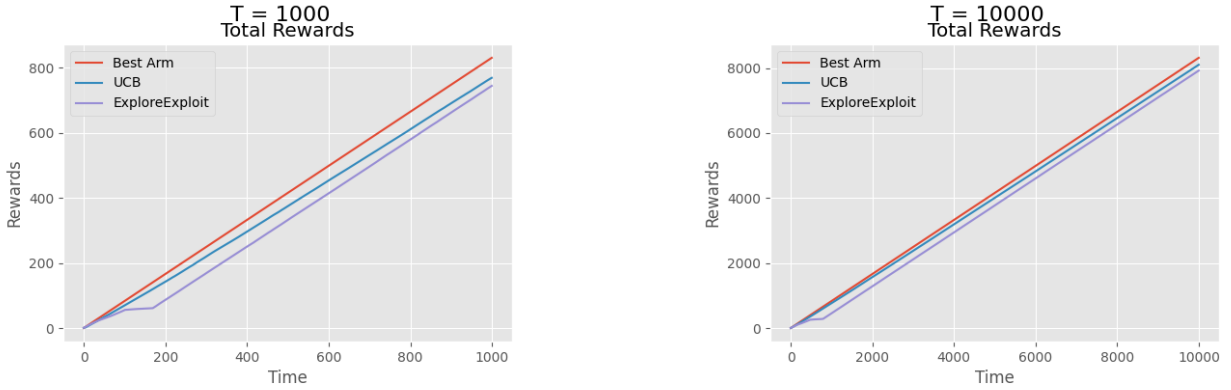 T = 1000
Total Rewards
Best Arm
UCB
ExploreExploit
800
600
400
200
0
Rewards
0 200 400 600 800 1000
Time
T = 10000
Total Rewards
Best Arm
UCB
ExploreExploit
8000
6000
4000
2000
0
Rewards
0 2000 4000 6000 8000 10000
Time